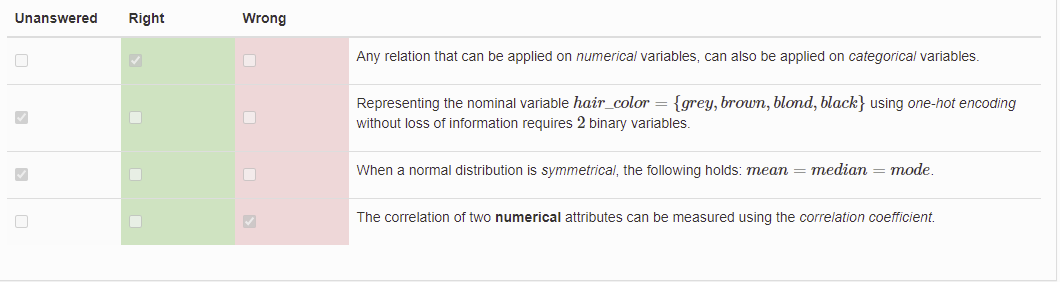 Unanswered Right Wrong
Any relation that can be applied on numerical variables, can also be applied on categorical variables.
Representing the nominal variable hair_color = {grey, brown, blond, black} using one-hot encoding
without loss of information requires 2 binary variables.
When a normal distribution is symmetrical, the following holds: mean = median = mode.
The correlation of two numerical attributes can be measured using the correlation coefficient.